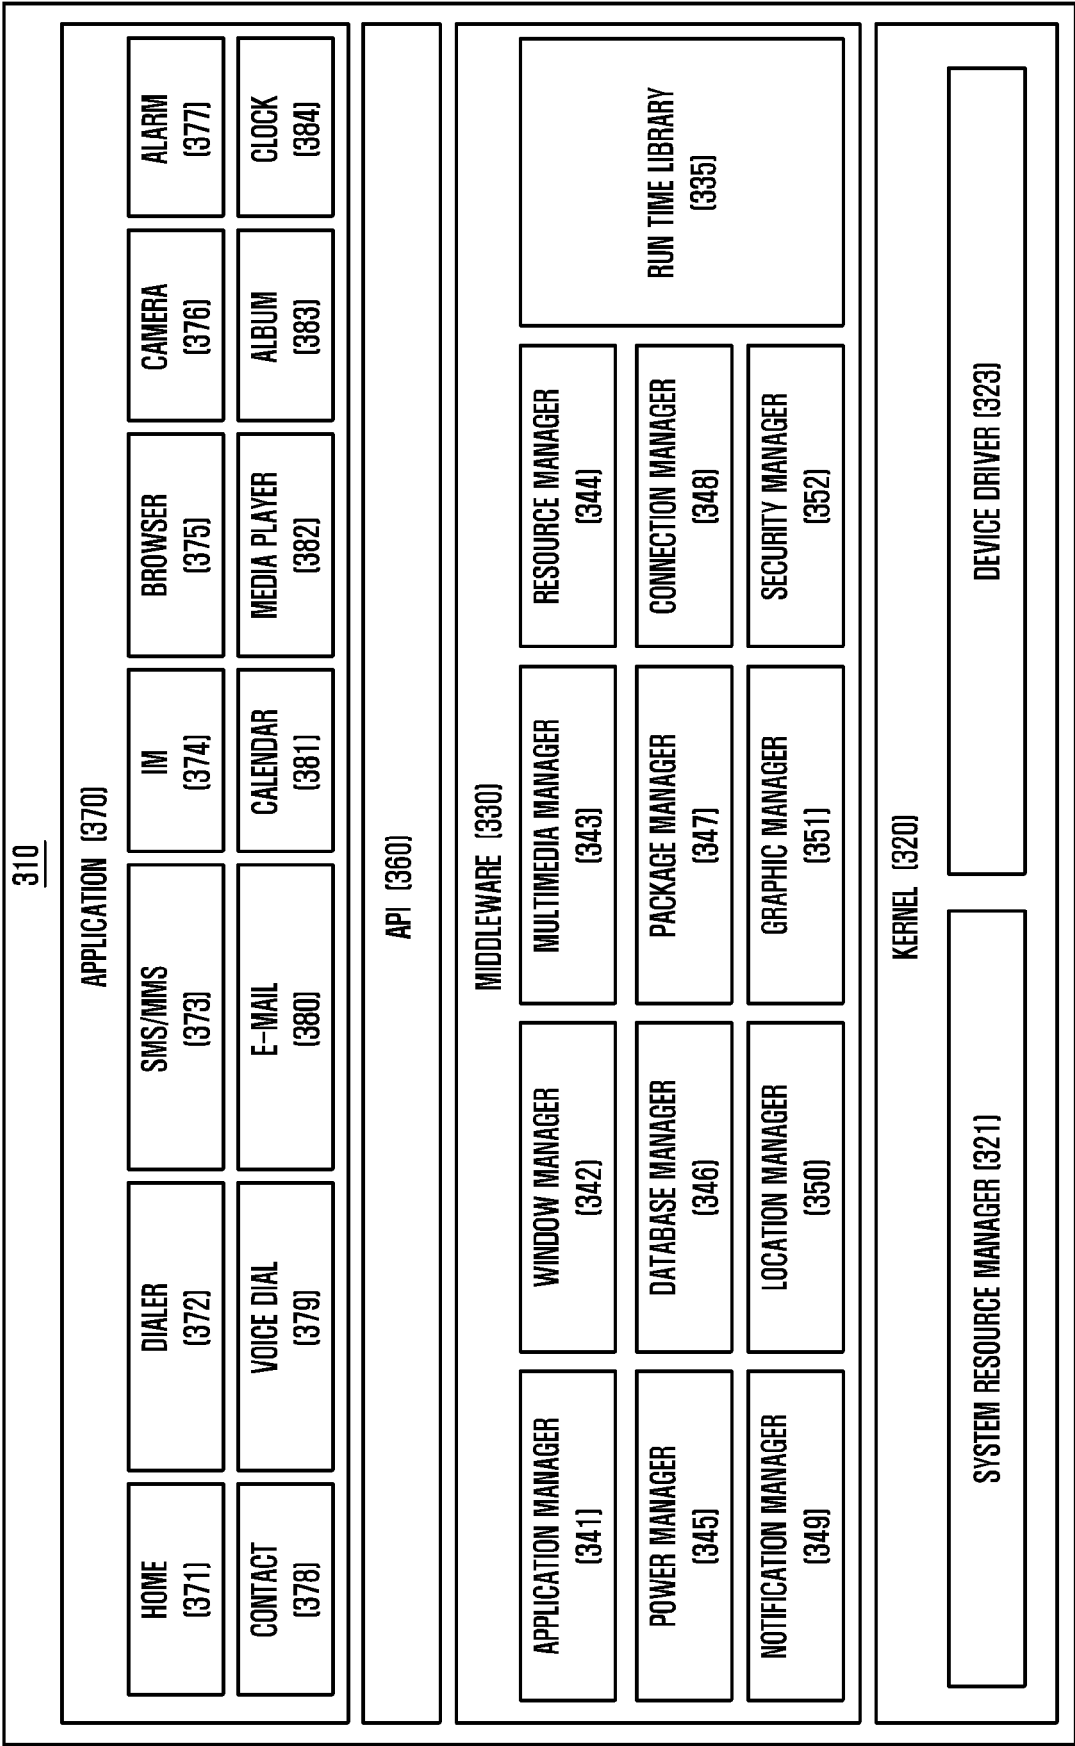 310
APPLICATION (370)
HOME
(371)
DIALER
(372)
SMS/MMS
(373)
IM
(374)
BROWSER
(375)
CAMERA
(376)
ALARM
(377)
CONTACT
(378)
VOICE DIAL
(379)
E-MAIL
(380)
CALENDAR
(381)
MEDIA PLAYER
(382)
ALBUM
(383)
CLOCK
(384)
API (360)
MIDDLEWARE (330)
APPLICATION MANAGER
(341)
WINDOW MANAGER
(342)
MULTIMEDIA MANAGER
(343)
RESOURCE MANAGER
(344)
POWER MANAGER
(345)
DATABASE MANAGER
(346)
PACKAGE MANAGER
(347)
CONNECTION MANAGER
(348)
NOTIFICATION MANAGER
(349)
LOCATION MANAGER
(350)
GRAPHIC MANAGER
(351)
SECURITY MANAGER
(352)
RUN TIME LIBRARY
(335)
KERNEL (320)
SYSTEM RESOURCE MANAGER (321)
DEVICE DRIVER (323)